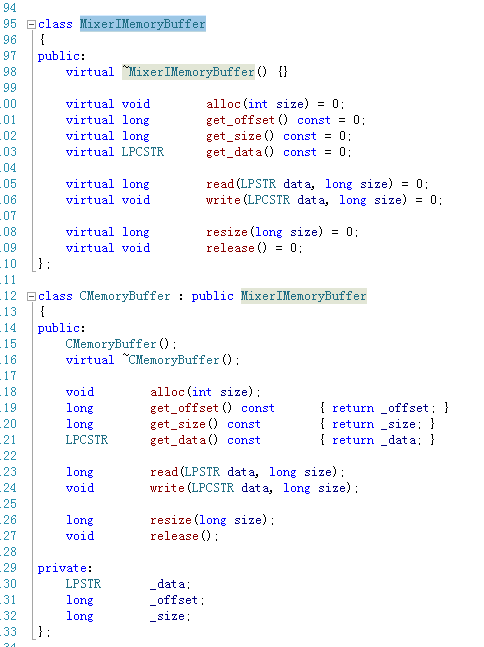 94
95 class MixerIMemoryBuffer
96 {
97 public:
98 virtual ~MixerIMemoryBuffer() {}
99
00 virtual void alloc(int size) = 0;
01 virtual long get_offset() const = 0;
02 virtual long get_size() const = 0;
03 virtual LPCSTR get_data() const = 0;
04
05 virtual long read(LPSTR data, long size) = 0;
06 virtual void write(LPCSTR data, long size) = 0;
07
08 virtual long resize(long size) = 0;
09 virtual void release() = 0;
10 };
11
12 class CMemoryBuffer : public MixerIMemoryBuffer
13 {
14 public:
15 CMemoryBuffer();
16 virtual ~CMemoryBuffer();
17
18 void alloc(int size);
19 long get_offset() const { return _offset; }
20 long get_size() const { return _size; }
21 LPCSTR get_data() const { return _data; }
22
23 long read(LPSTR data, long size);
24 void write(LPCSTR data, long size);
25
26 long resize(long size);
27 void release();
28
29 private:
30 LPSTR _data;
31 long _offset;
32 long _size;
33 };